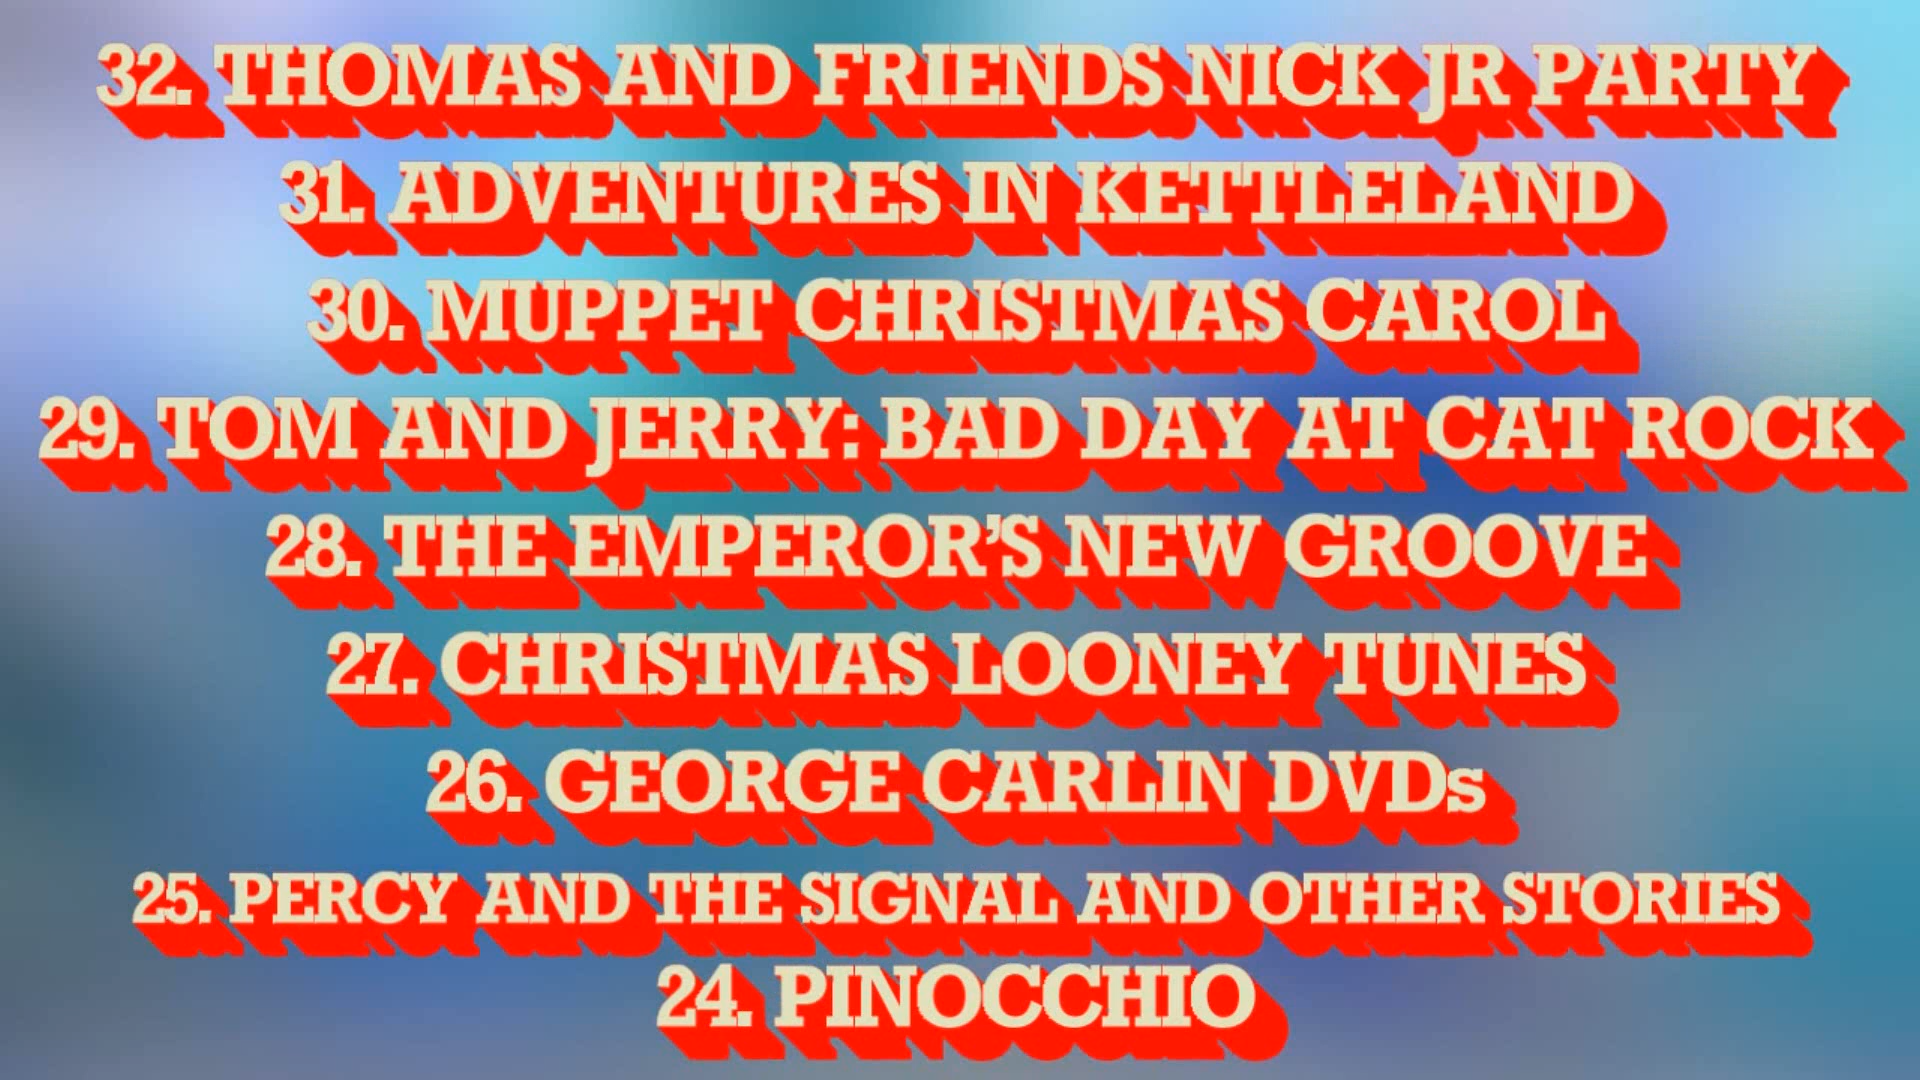 32. THOMAS AND FRIENDS NICK JR PARTY
31. ADVENTURES IN KETTLELAND
30. MUPPET CHRISTMAS CAROL
29. TOM AND JERRY: BAD DAY AT CAT ROCK
28. THE EMPEROR’S NEW GROOVE
27. CHRISTMAS LOONEY TUNES
26. GEORGE CARLIN DVDs
25. PERCY AND THE SIGNAL AND OTHER STORIES
24. PINOCCHIO